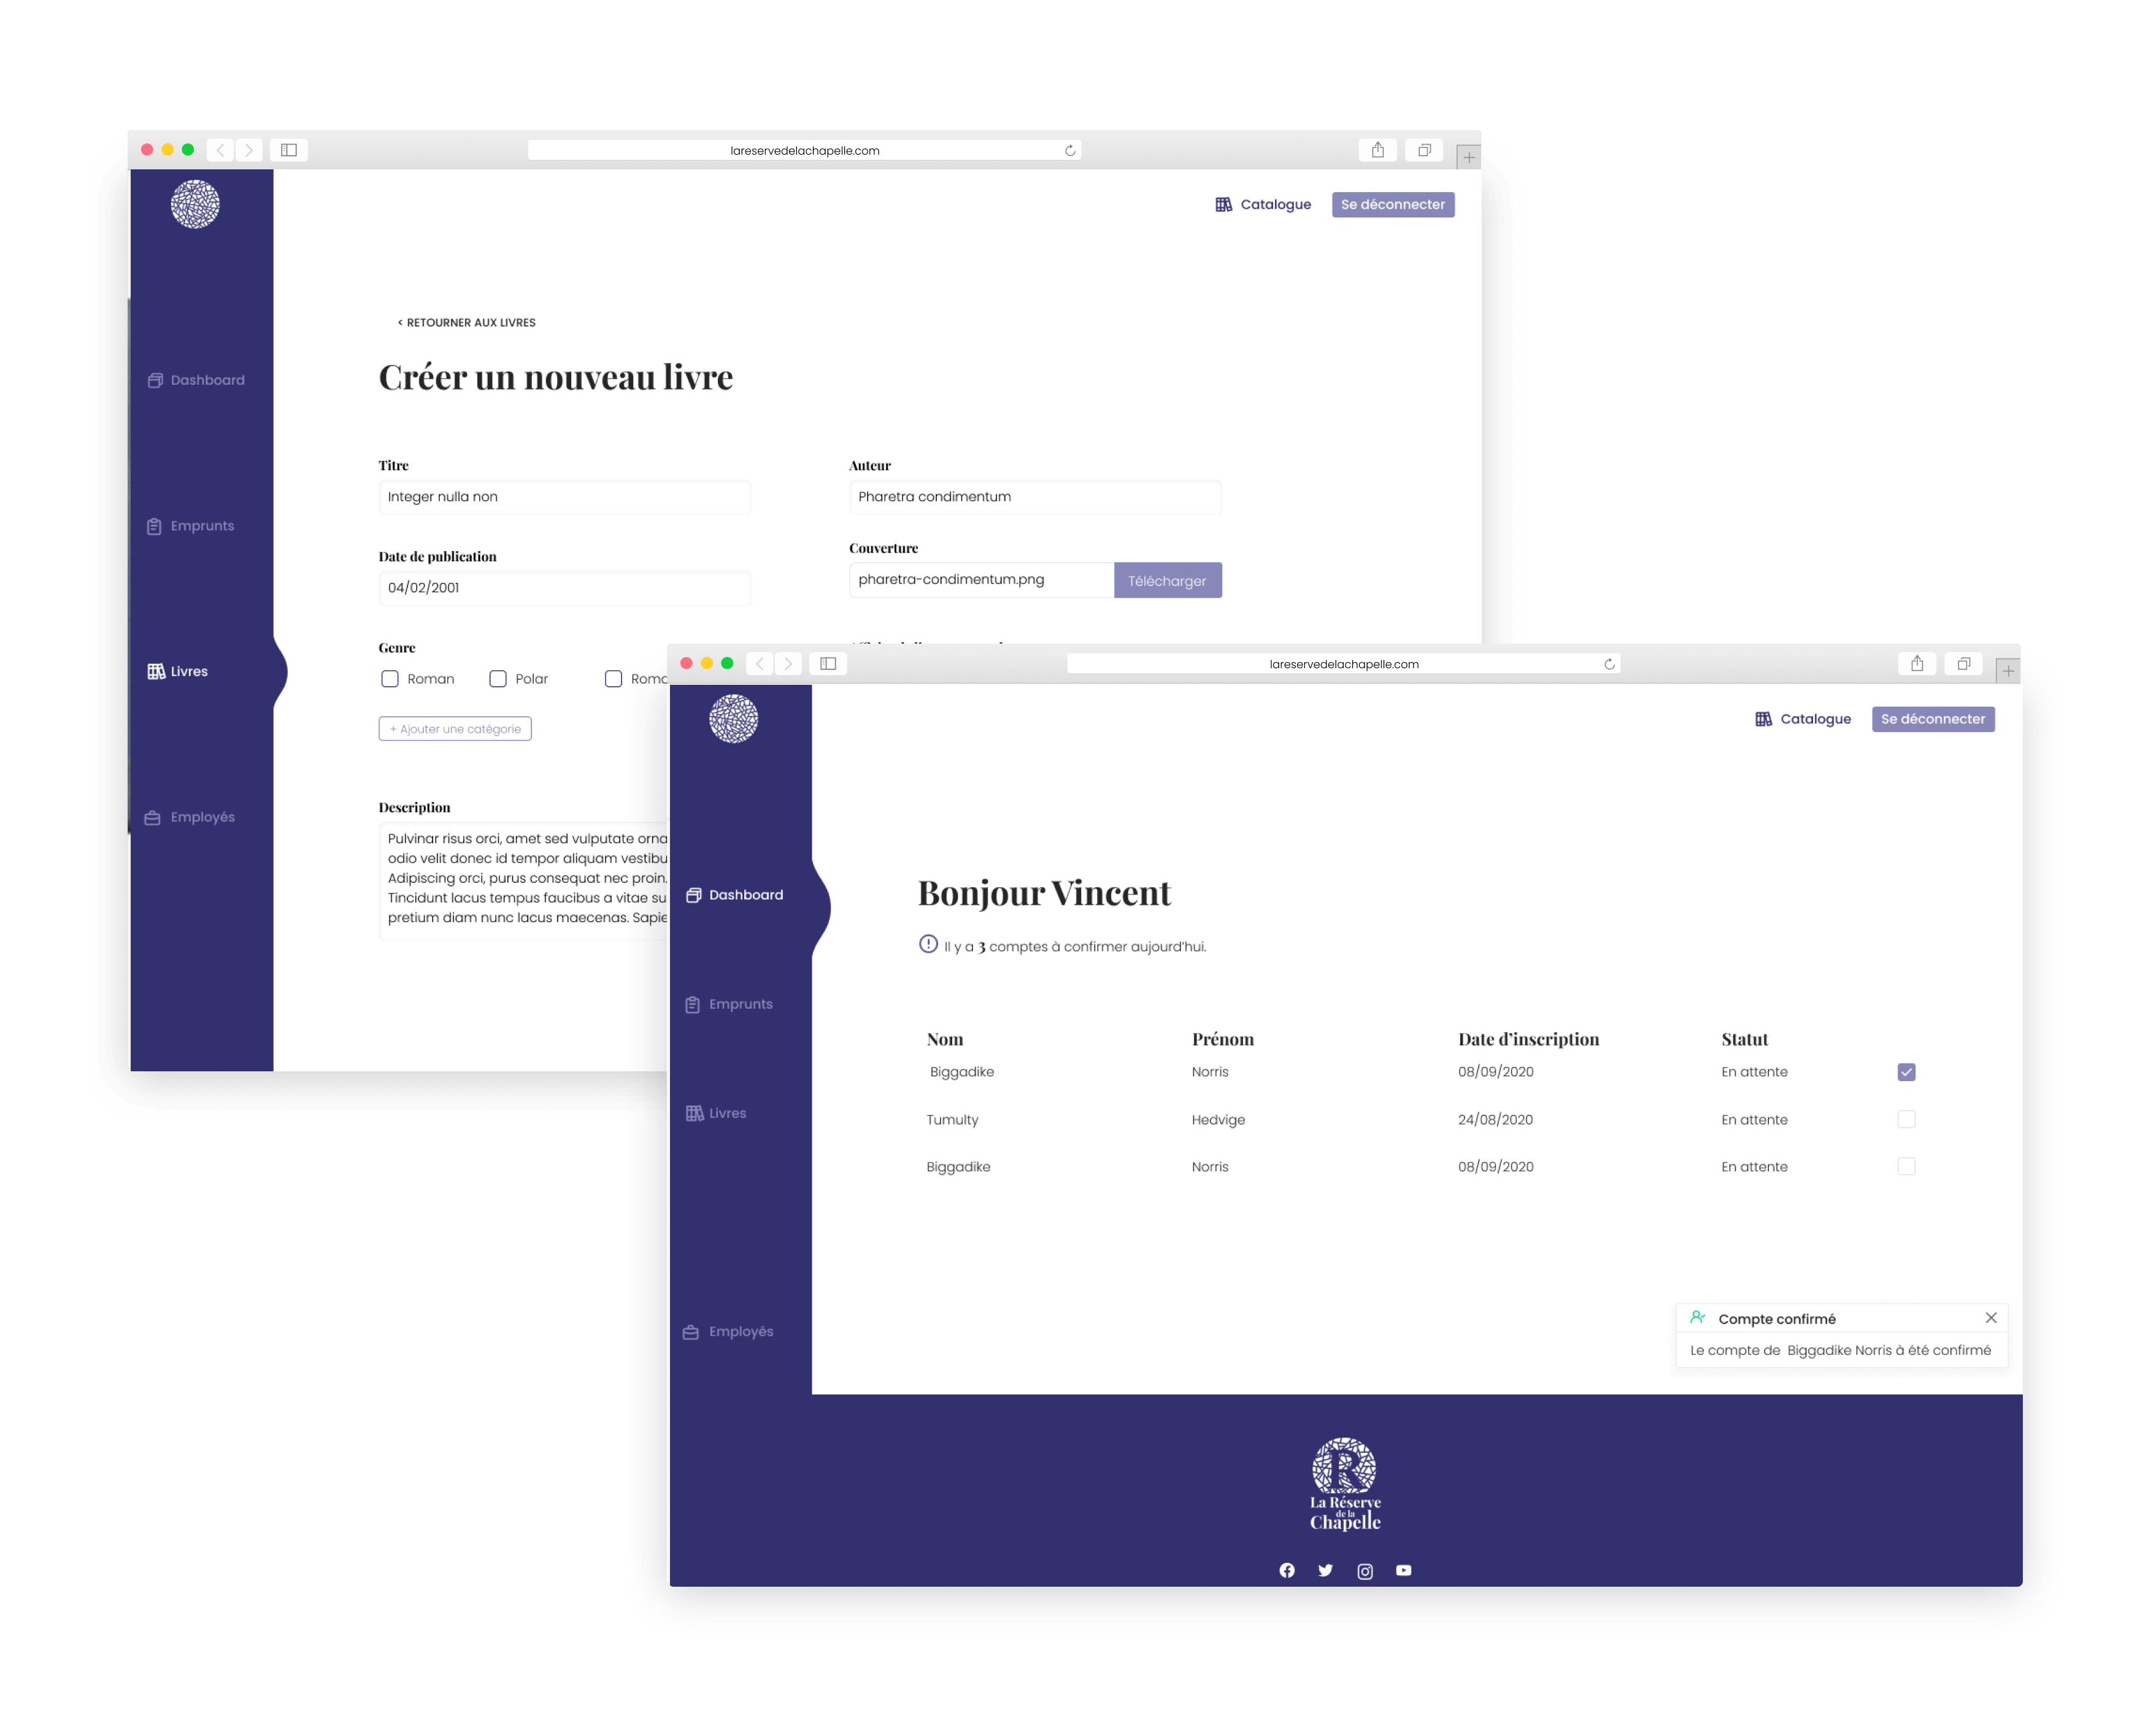 lareservedelachapelle.com
Catalogue
Se déconnecter
Dashboard
Emprunts
Livres
Employés
< RETOURNER AUX LIVRES
Créer un nouveau livre
Titre
Integer nulla non
Auteur
Pharetra condimentum
Date de publication
04/02/2001
Couverture
pharetra-condimentum.png
Télécharger
Genre
Roman
Polar
+ Ajouter une catégorie
Description
Pulvinar risus orci, amet sed vulputate orna
odio velit donec id tempor aliquam vestibu
Adipiscing orci, purus consequat nec proin.
Tincidunt lacus tempus faucibus a vitae su
pretium diam nunc lacus maecenas. Sapie
lareservedelachapelle.com
Catalogue
Se déconnecter
Dashboard
Emprunts
Livres
Employés
Bonjour Vincent
Il y a 3 comptes à confirmer aujourd'hui.
Nom Prénom Date d'inscription Statut
Biggadike Norris 08/09/2020 En attente
Tumulty Hedvige 24/08/2020 En attente
Biggadike Norris 08/09/2020 En attente
Compte confirmé
Le compte de Biggadike Norris à été confirmé
R
La Réserve
de la
Chapelle